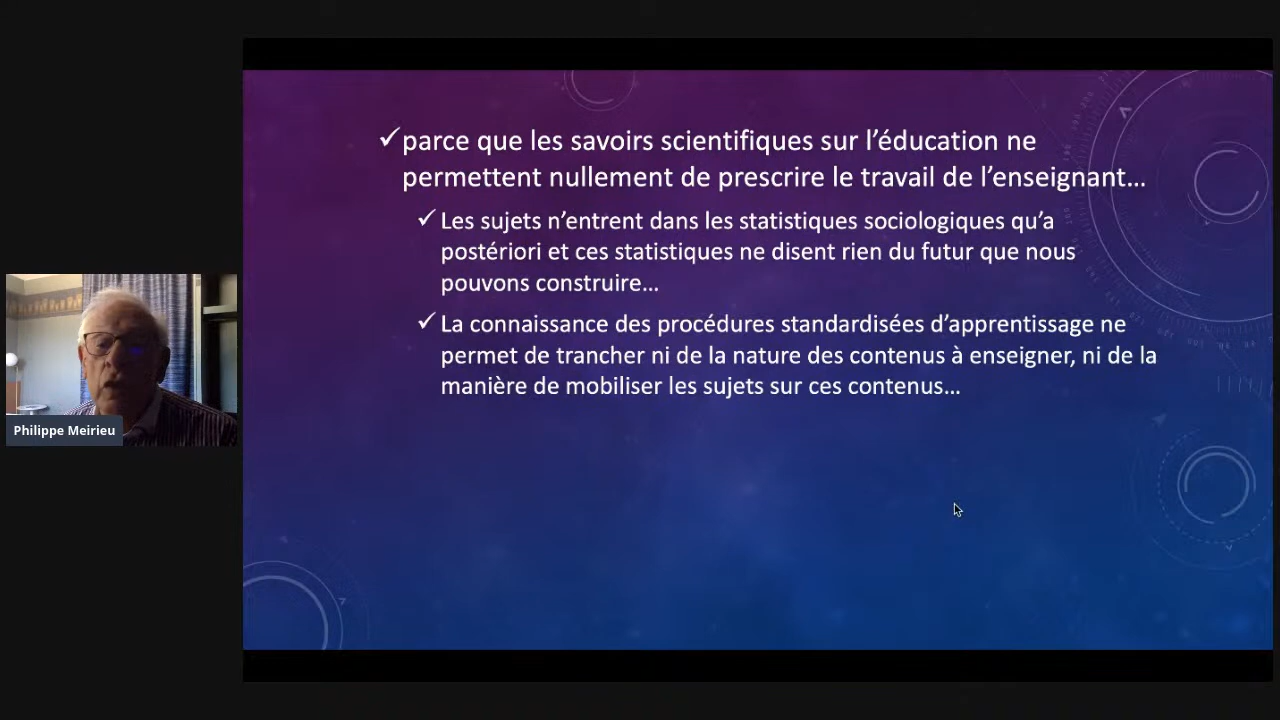 ✓parce que les savoirs scientifiques sur l’éducation ne
permettent nullement de prescrire le travail de l’enseignant…
✓Les sujets n’entrent dans les statistiques sociologiques qu’a
postériori et ces statistiques ne disent rien du futur que nous
pouvons construire…
✓La connaissance des procédures standardisées d’apprentissage ne
permet de trancher ni de la nature des contenus à enseigner, ni de la
manière de mobiliser les sujets sur ces contenus…
Philippe Meirieu